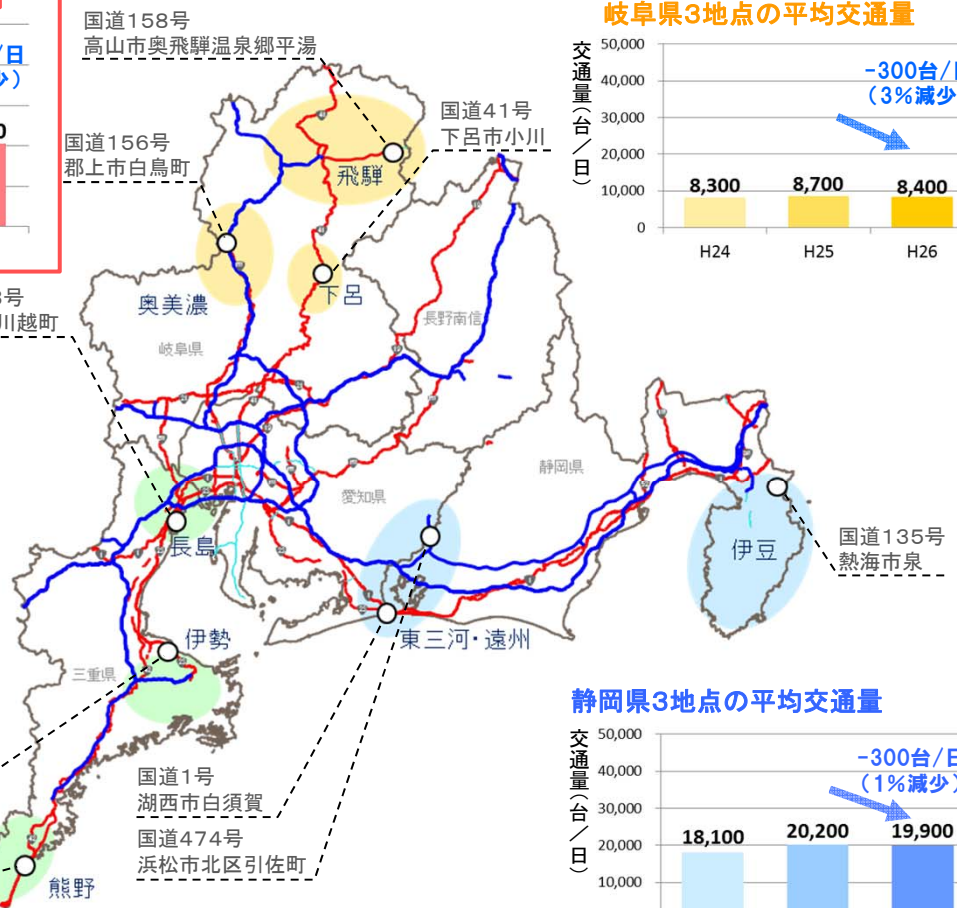 /日
少）
0
国道158号
高山市奥飛騨温泉郷平湯
国道41号
下呂市小川
国道156号
郡上市白鳥町
飛騨
奥美濃
下呂
岐阜県
長野南信
号
川越町
愛知県
静岡県
長島
伊豆
国道135号
熱海市泉
伊勢
東三河・遠州
三重県
国道1号
湖西市白須賀
国道474号
浜松市北区引佐町
熊野
岐阜県3地点の平均交通量
交通量（台／日）
50,000
40,000
30,000
20,000
10,000
0
-300台/日
（3%減少
8,300
8,700
8,400
H24
H25
H26
静岡県3地点の平均交通量
交通量（台／日）
50,000
40,000
30,000
20,000
10,000
-300台/日
（1%減少）
18,100
20,200
19,900